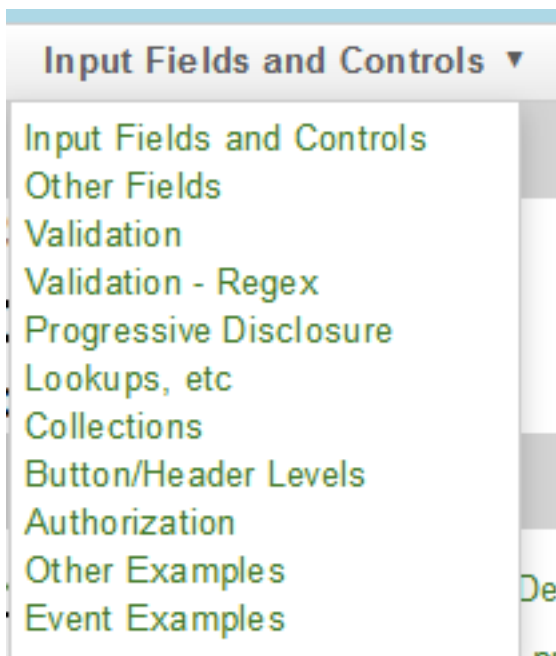 Input Fields and Controls ▼
Input Fields and Controls
Other Fields
Validation
Validation - Regex
Progressive Disclosure
Lookups, etc
Collections
Button/Header Levels
Authorization
Other Examples
De
Event Examples